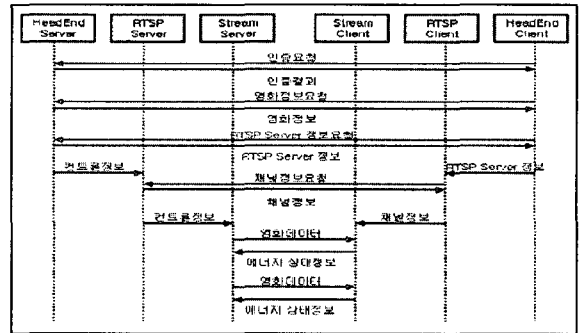 HeedEnd Server
RTSP Server
Stream Server
Stream Client
RTSP Client
HeedEnd Client
인증요청
인증결과
영화정보요청
영화정보
RTSP Server 정보요청
RTSP Server 정보
컨트롤정보
RTSP Server 정보
채널정보요청
채널정보
컨트롤정보
채널정보
영화데이터
에너지 상태정보
영화데이터
에너지 상태정보